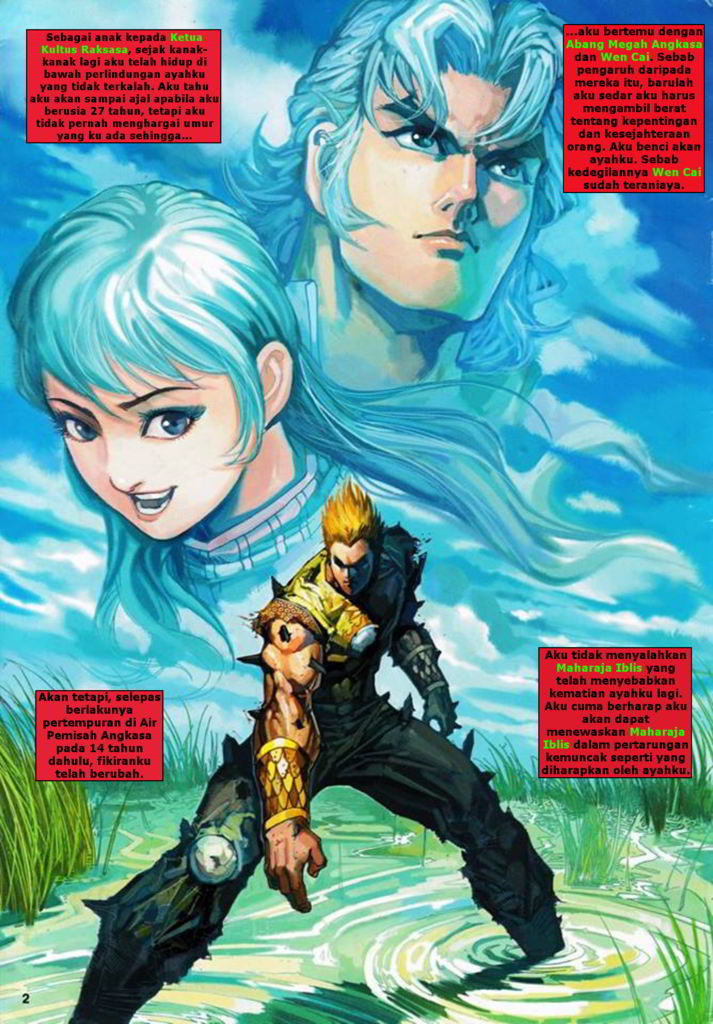 Sebagai anak kepada Ketua
Kultus Raksasa, sejak kanak-
kanak lagi aku telah hidup di
bawah perlindungan ayahku
yang tidak terkalah. Aku tahu
aku akan sampai ajal apabila aku
berusia 27 tahun, tetapi aku
tidak pernah menghargai umur
yang ku ada sehingga...
...aku bertemu dengan
Abang Megah Angkasa
dan Wen Cai. Sebab
pengaruh daripada
mereka itu, barulah
aku sedar aku harus
mengambil berat
tentang kepentingan
dan kesejahteraan
orang. Aku benci akan
ayahku. Sebab
kedegilannya Wen Cai
sudah teraniaya.
Akan tetapi, selepas
berlakunya
pertempuran di Air
Pemisah Angkasa
pada 14 tahun
dahulu, fikiranku
telah berubah.
Aku tidak menyalahkan
Maharaja Iblis yang
telah menyebabkan
kematian ayahku lagi.
Aku cuma berharap aku
akan dapat
menewaskan Maharaja
Iblis dalam pertarungan
kemuncak seperti yang
diharapkan oleh ayahku.
2